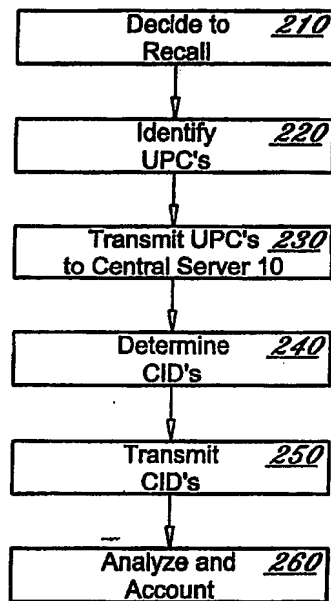 Decide to 210
Recall
Identify 220
UPC's
Transmit UPC's 230
to Central Server 10
Determine 240
CID's
Transmit 250
CID's
Analyze and 260
Account